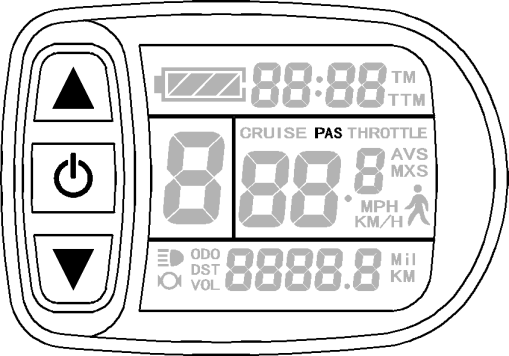 88:88 TM
TTM
CRUISE PAS THROTTLE
8 88.8 AVS
MXS
MPH
KM/H
ODO
DST
VOL 8888.8 Mil
KM